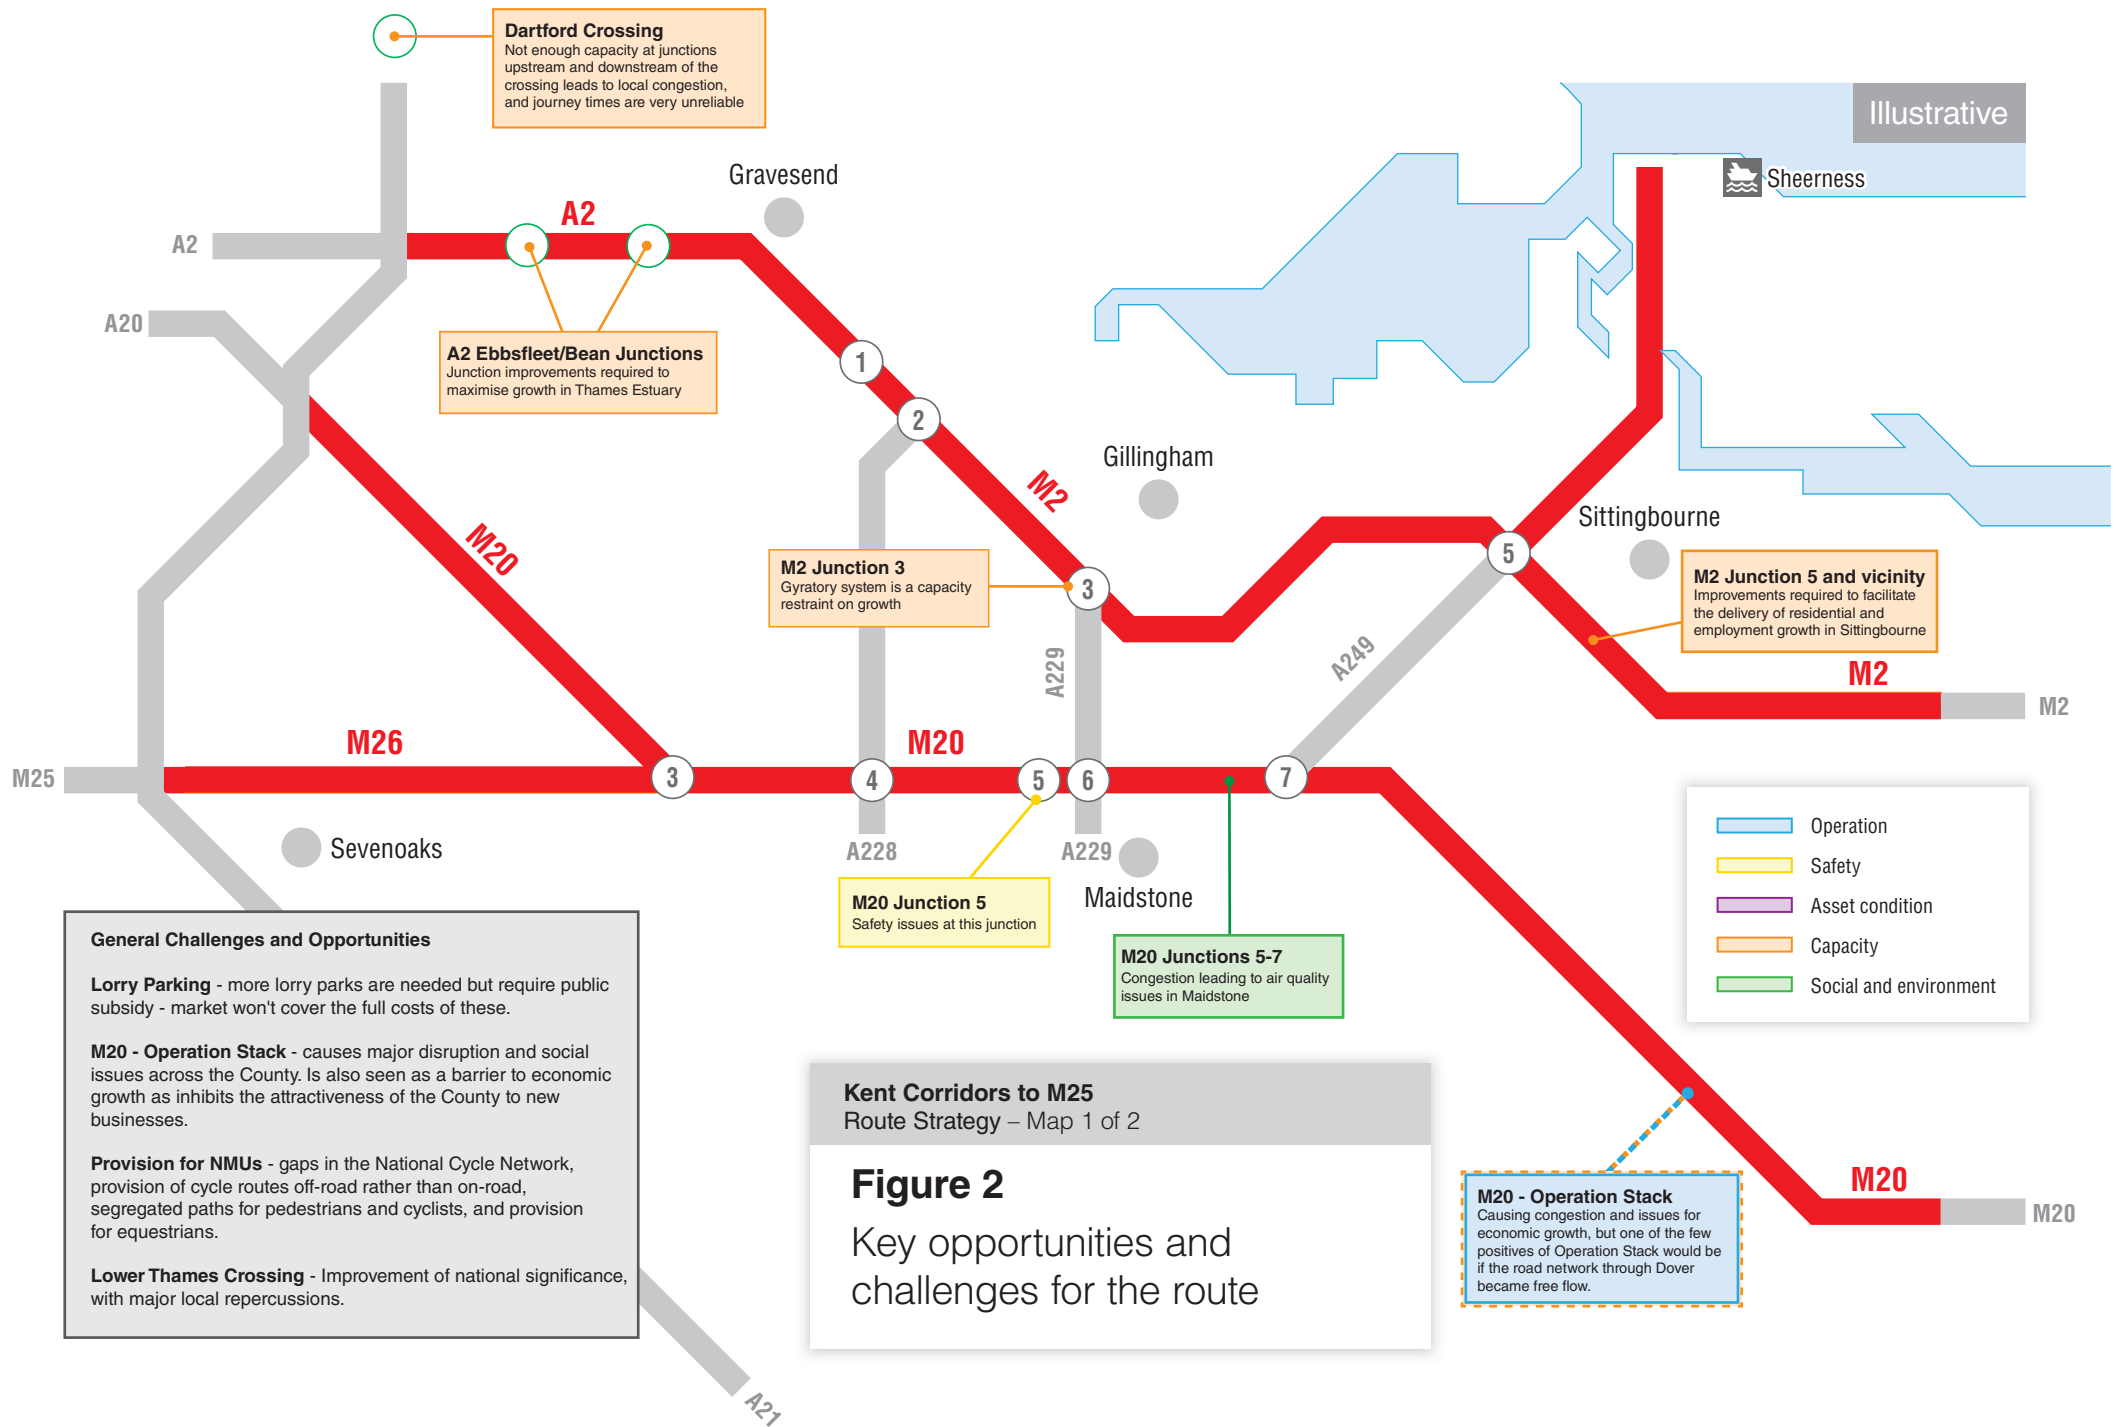 Dartford Crossing
Not enough capacity at junctions
upstream and downstream of the
crossing leads to local congestion,
and journey times are very unreliable
Illustrative
Gravesend
Sheerness
A2
A2
A20
A2 Ebbsfleet/Bean Junctions
Junction improvements required to
maximise growth in Thames Estuary
1
2
Gillingham
M2
Sittingbourne
M20
5
M2 Junction 3
Gyratory system is a capacity
restraint on growth
3
M2 Junction 5 and vicinity
Improvements required to facilitate
the delivery of residential and
employment growth in Sittingbourne
A229
A249
M2
M2
M26
M20
M25
3
4
5
6
7
Sevenoaks
A228
A229
Maidstone
Operation
Safety
Asset condition
Capacity
Social and environment
M20 Junction 5
Safety issues at this junction
M20 Junctions 5-7
Congestion leading to air quality
issues in Maidstone
General Challenges and Opportunities
Lorry Parking - more lorry parks are needed but require public
subsidy - market won't cover the full costs of these.
M20 - Operation Stack - causes major disruption and social
issues across the County. Is also seen as a barrier to economic
growth as inhibits the attractiveness of the County to new
businesses.
Provision for NMUs - gaps in the National Cycle Network,
provision of cycle routes off-road rather than on-road,
segregated paths for pedestrians and cyclists, and provision
for equestrians.
Lower Thames Crossing - Improvement of national significance,
with major local repercussions.
Kent Corridors to M25
Route Strategy – Map 1 of 2
Figure 2
Key opportunities and
challenges for the route
M20 - Operation Stack
Causing congestion and issues for
economic growth, but one of the few
positives of Operation Stack would be
if the road network through Dover
became free flow.
M20
M20
A21